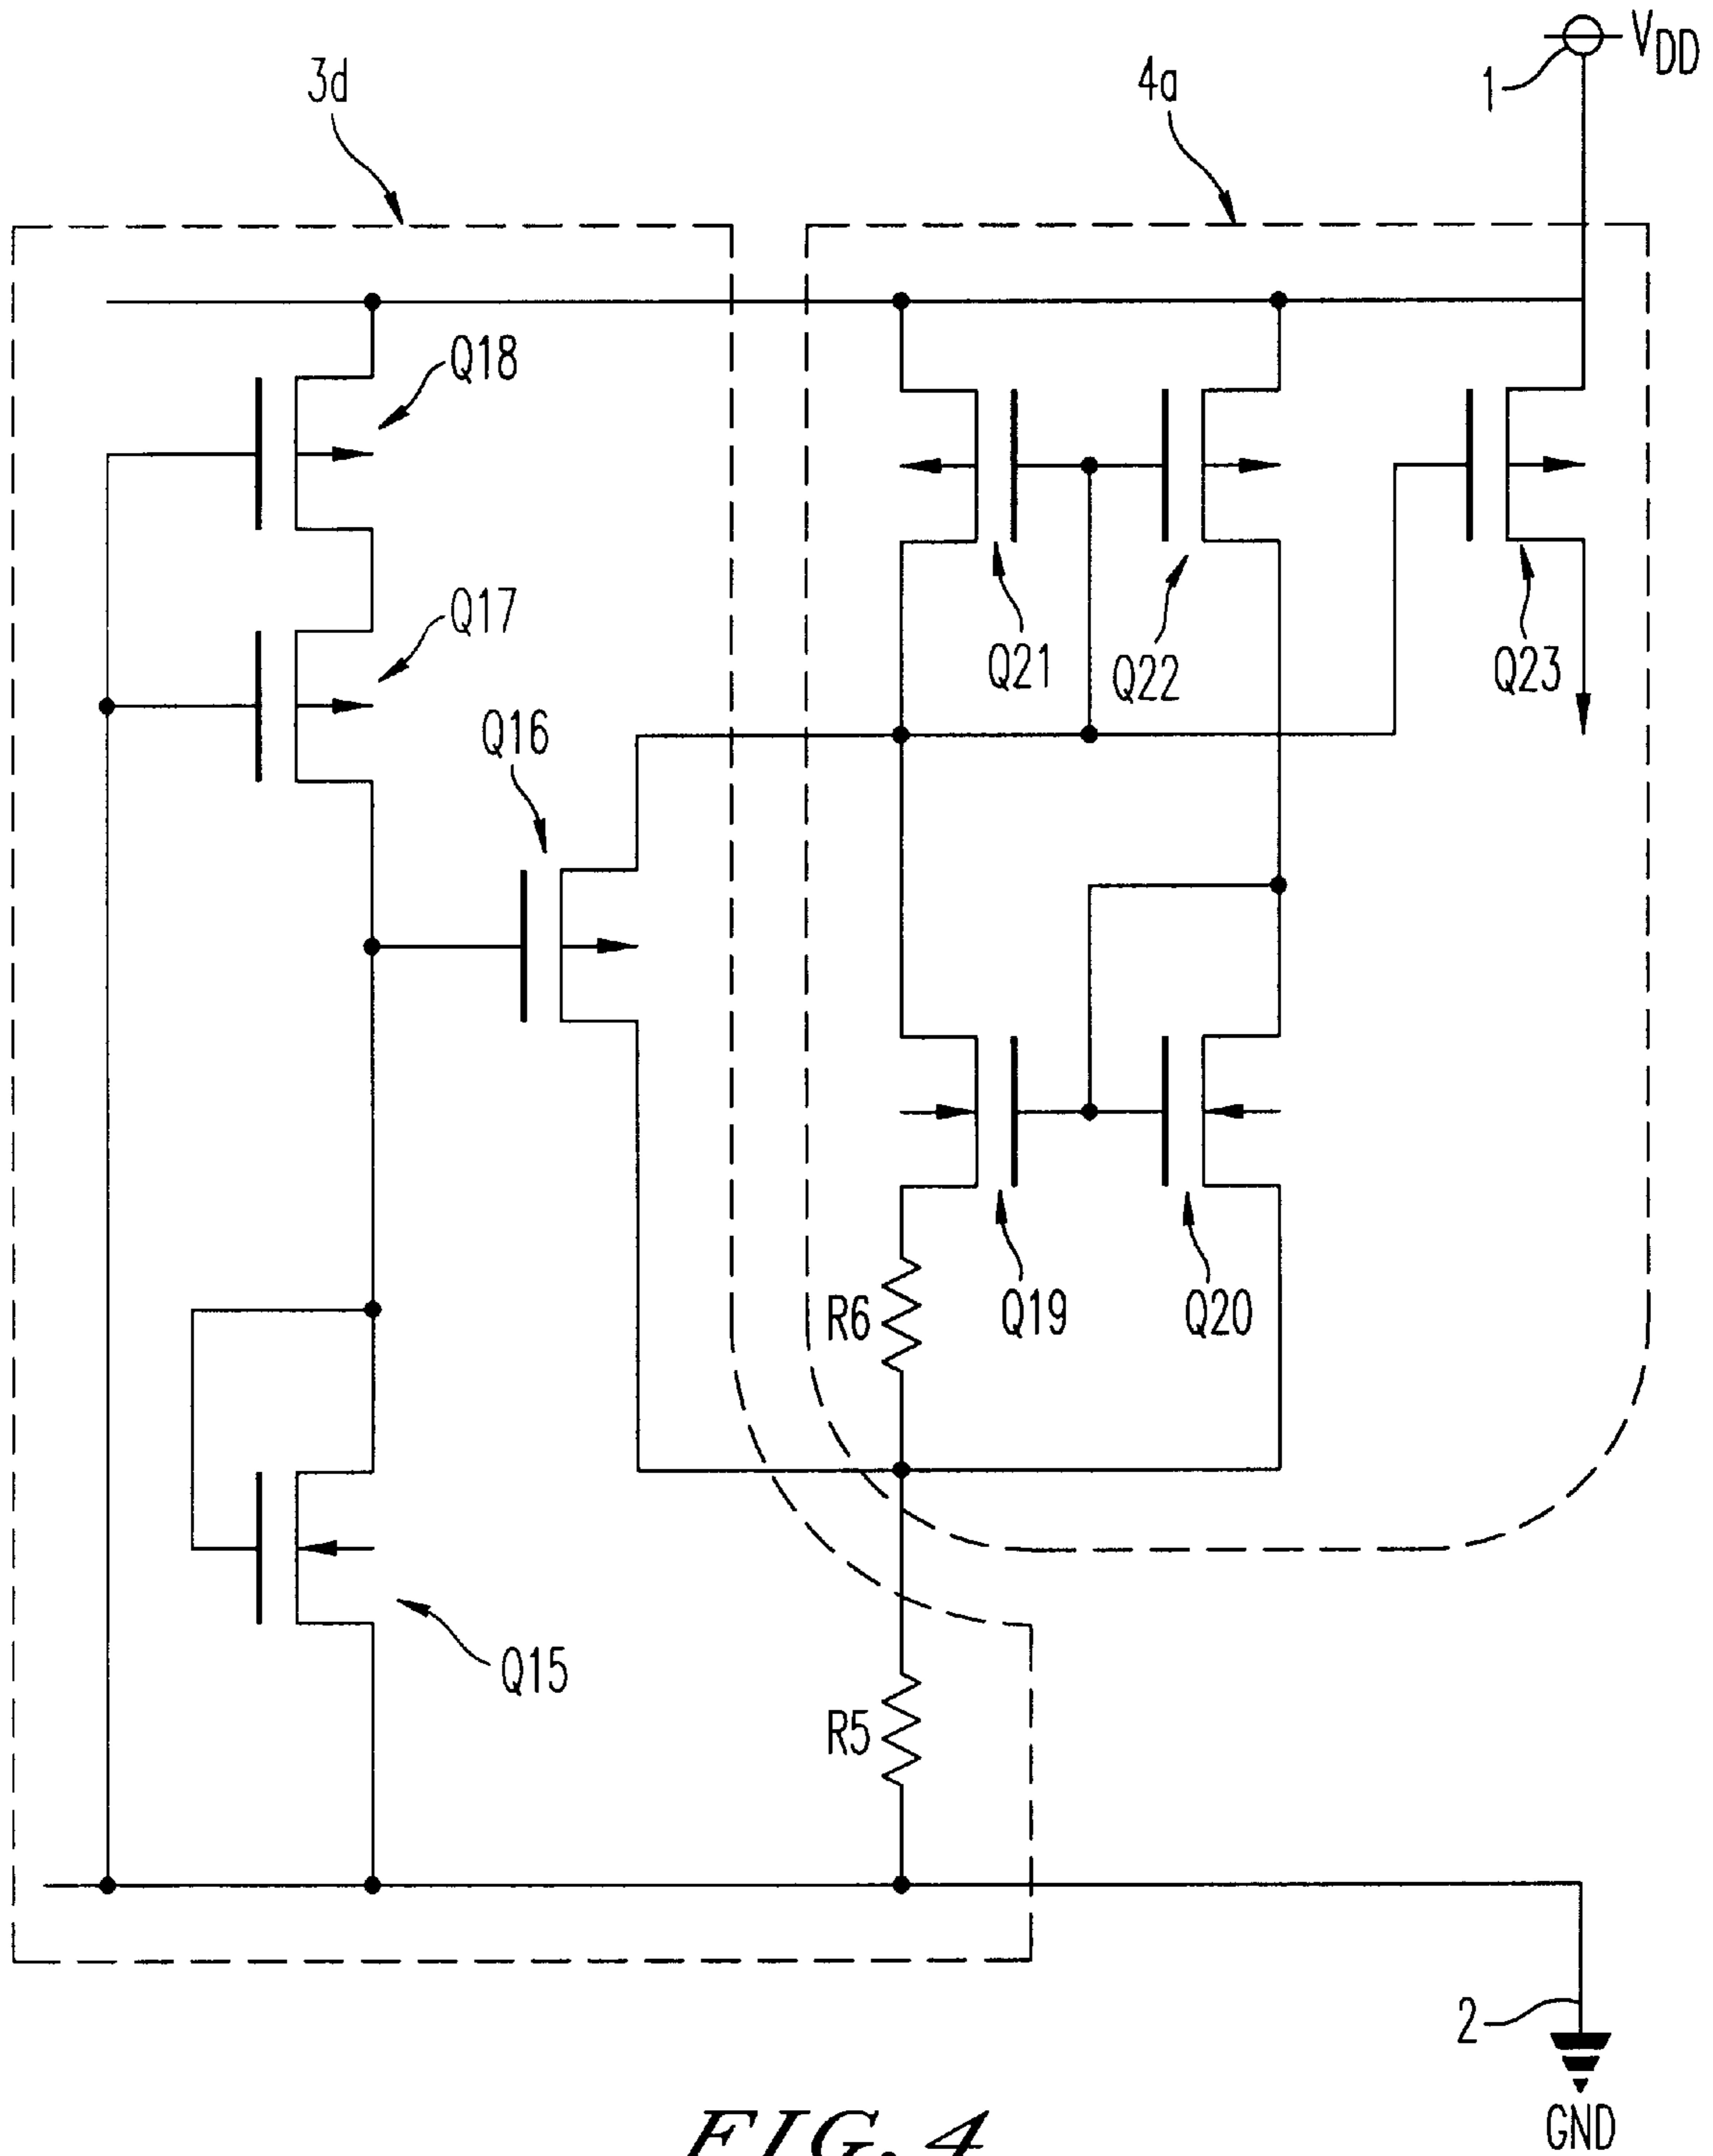 V_DD
1
3d
4a
Q18
Q17
Q21
Q22
Q23
Q16
R6
Q19
Q20
Q15
R5
2
GND
FIG. 4